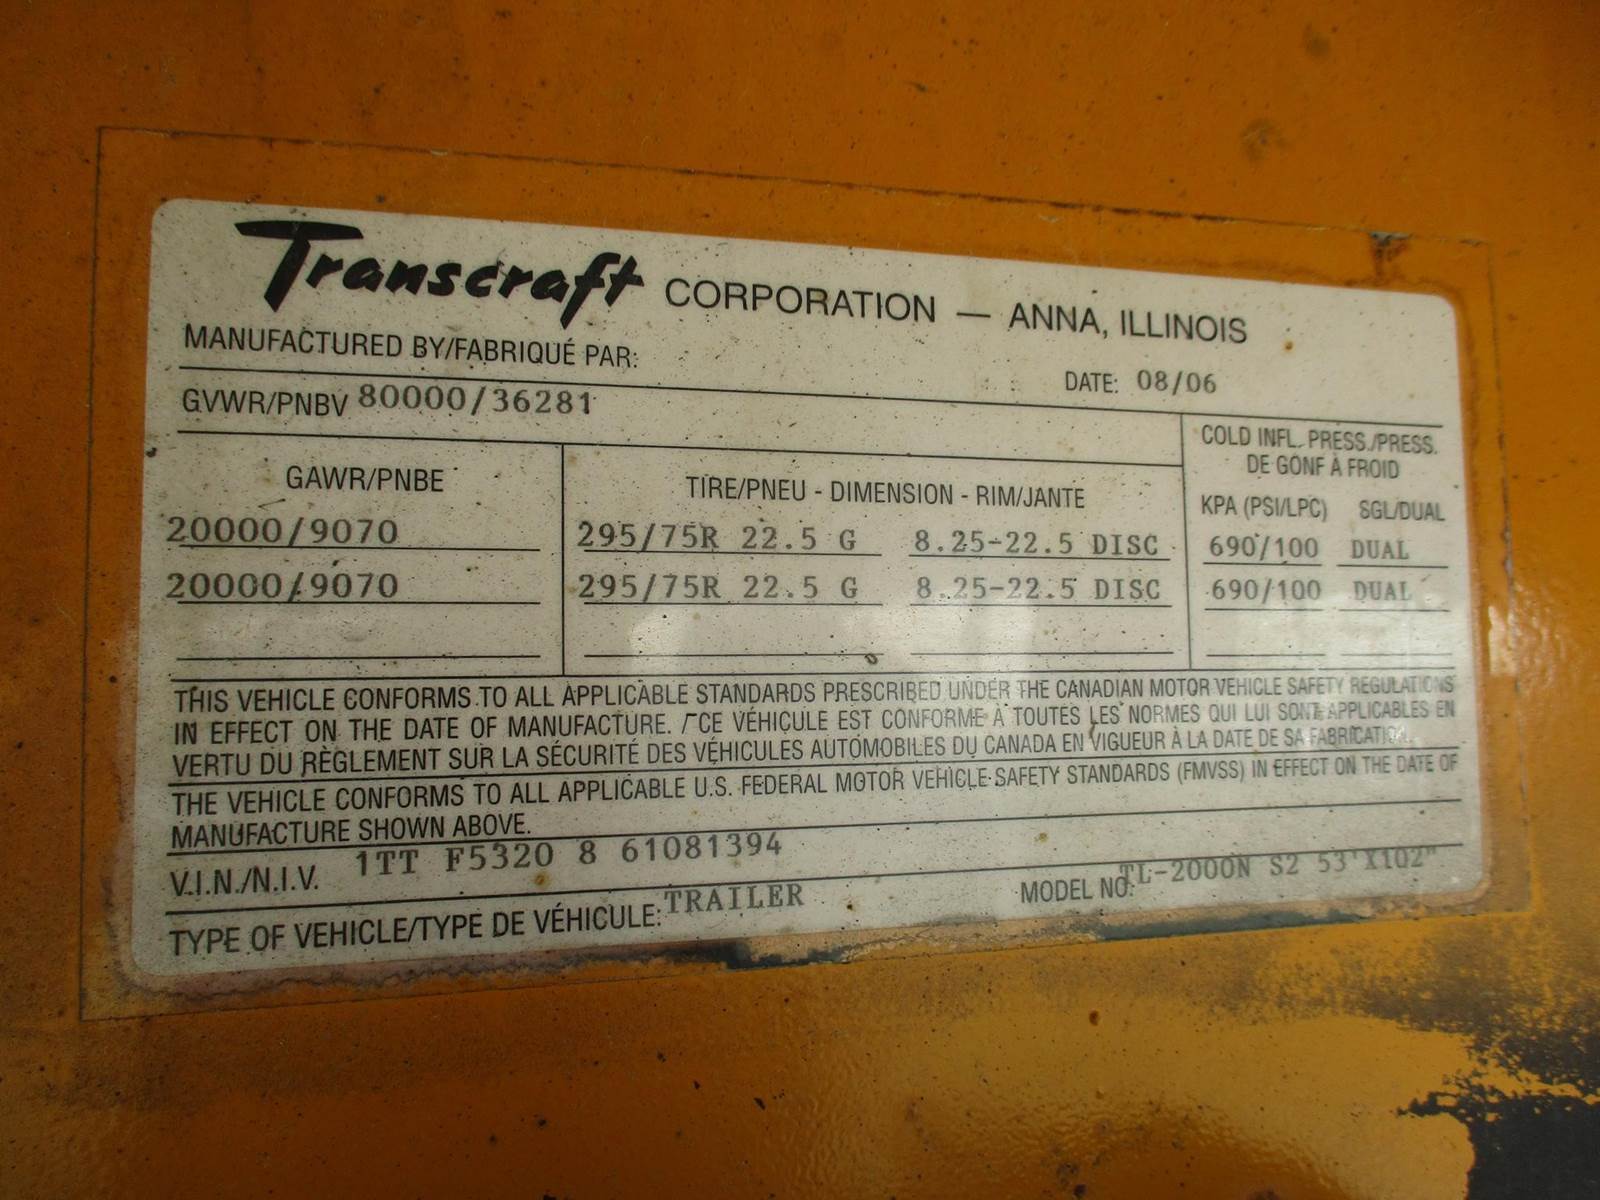 Transcraft CORPORATION — ANNA, ILLINOIS
MANUFACTURED BY/FABRIQUÉ PAR:
DATE: 08/06
GVWR/PNBV 80000/36281
COLD INFL. PRESS./PRESS.
DE GONF À FROID
GAWR/PNBE TIRE/PNEU - DIMENSION - RIM/JANTE KPA (PSI/LPC) SGL/DUAL
20000/9070 295/75R 22.5 G 8.25-22.5 DISC 690/100 DUAL
20000/9070 295/75R 22.5 G 8.25-22.5 DISC 690/100 DUAL
THIS VEHICLE CONFORMS TO ALL APPLICABLE STANDARDS PRESCRIBED UNDER THE CANADIAN MOTOR VEHICLE SAFETY REGULATIONS
IN EFFECT ON THE DATE OF MANUFACTURE. / CE VÉHICULE EST CONFORME À TOUTES LES NORMES QUI LUI SONT APPLICABLES EN
VERTU DU RÈGLEMENT SUR LA SÉCURITÉ DES VÉHICULES AUTOMOBILES DU CANADA EN VIGUEUR À LA DATE DE SA FABRICATION.
THE VEHICLE CONFORMS TO ALL APPLICABLE U.S. FEDERAL MOTOR VEHICLE SAFETY STANDARDS (FMVSS) IN EFFECT ON THE DATE OF
MANUFACTURE SHOWN ABOVE.
V.I.N./N.I.V. 1TT F5320 8 61081394
TYPE OF VEHICLE/TYPE DE VÉHICULE: TRAILER MODEL NO: TL-2000N S2 53'X102"